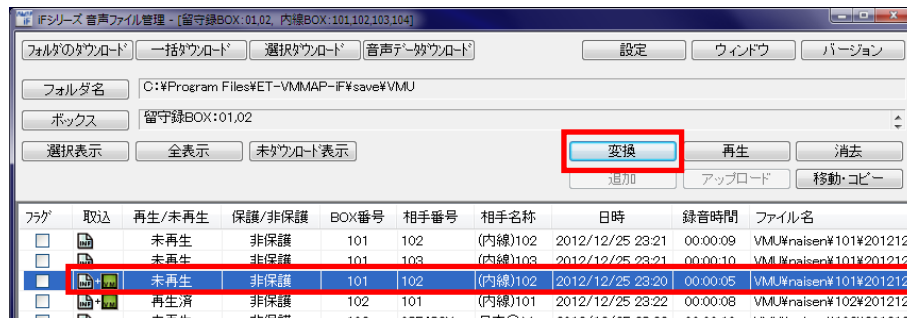 iFシリーズ 音声ファイル管理 - [留守録BOX:01,02, 内線BOX:101,102,103,104]
フォルダのダウンロード 一括ダウンロード 選択ダウンロード 音声データダウンロード 設定 ウィンドウ バージョン
フォルダ名 C:¥Program Files¥ET-VMMAP-iF¥save¥VMU
ボックス 留守録BOX:01,02
選択表示 全表示 未ダウンロード表示 変換 再生 消去
追加 アップロード 移動・コピー
フラグ 取込 再生/未再生 保護/非保護 BOX番号 相手番号 相手名称 日時 録音時間 ファイル名
未再生 非保護 101 102 (内線)102 2012/12/25 23:21 00:00:09 VMU¥naisen¥101¥201212
未再生 非保護 101 103 (内線)103 2012/12/25 23:21 00:00:10 VMU¥naisen¥101¥201212
未再生 非保護 101 102 (内線)102 2012/12/25 23:20 00:00:05 VMU¥naisen¥101¥201212
再生済 非保護 102 101 (内線)101 2012/12/25 23:22 00:00:08 VMU¥naisen¥102¥201212